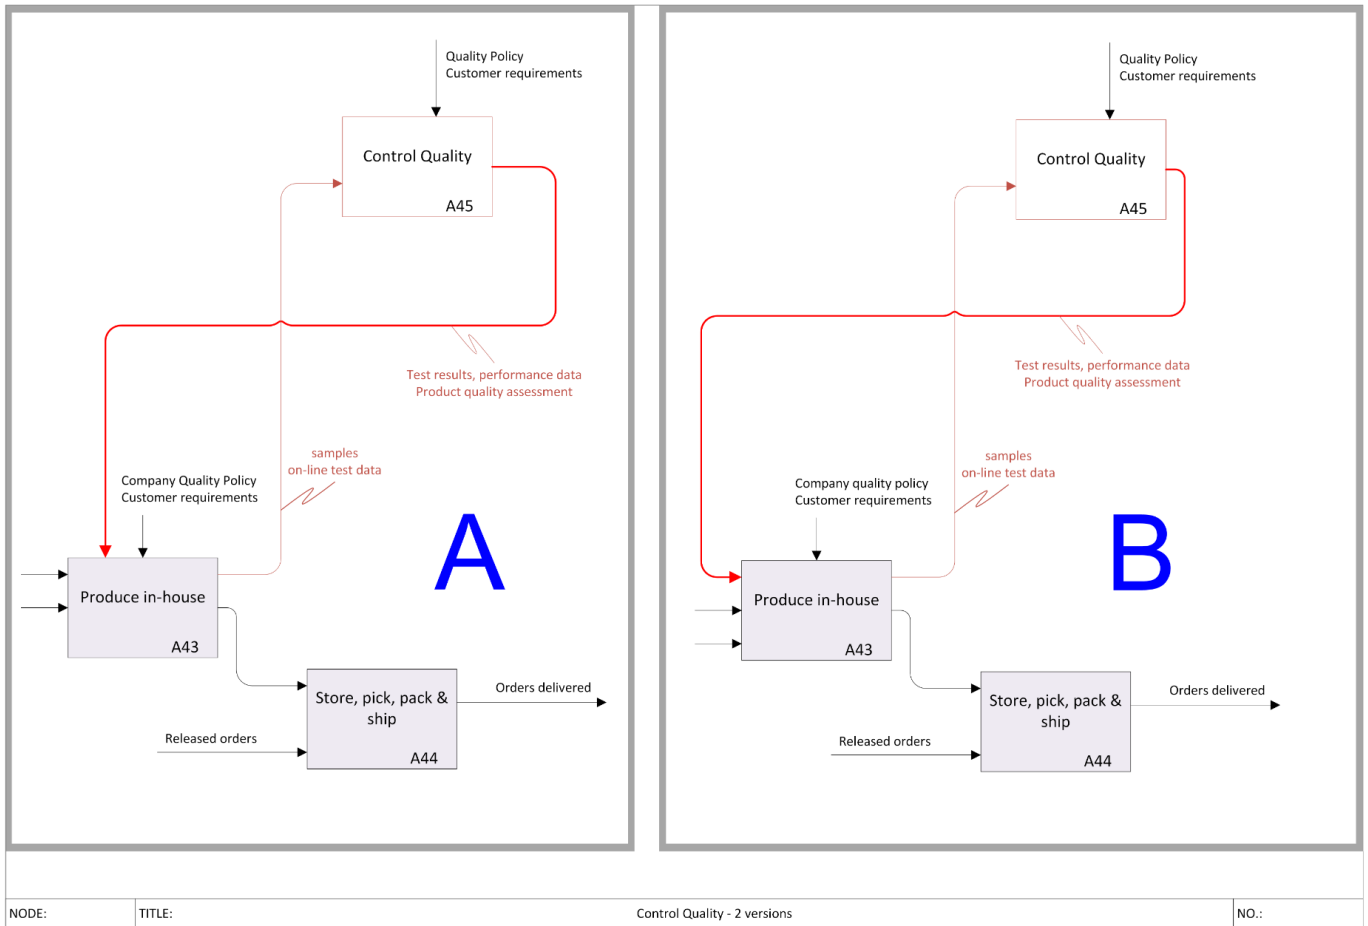 Quality Policy
Customer requirements
Control Quality
A45
Test results, performance data
Product quality assessment
samples
on-line test data
Company Quality Policy
Customer requirements
A
Produce in-house
A43
Store, pick, pack &
ship
A44
Orders delivered
Released orders
Quality Policy
Customer requirements
Control Quality
A45
Test results, performance data
Product quality assessment
samples
on-line test data
Company quality policy
Customer requirements
B
Produce in-house
A43
Store, pick, pack &
ship
A44
Orders delivered
Released orders
NODE:
TITLE:
Control Quality - 2 versions
NO.: